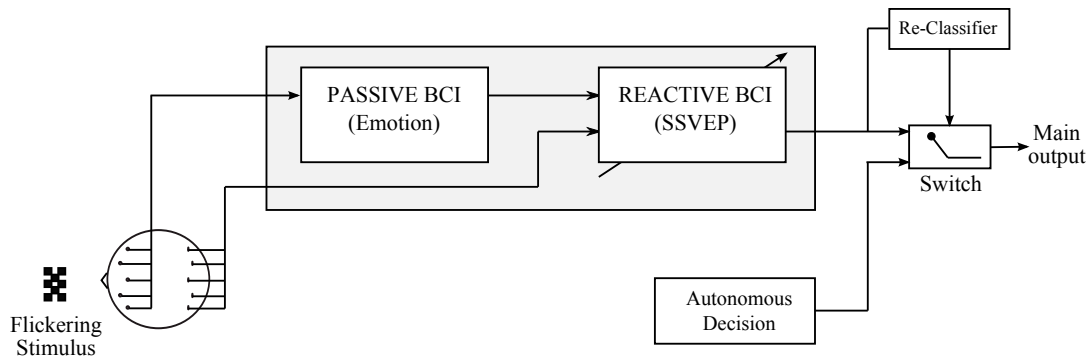 Re-Classifier
PASSIVE BCI
(Emotion)
REACTIVE BCI
(SSVEP)
Main
output
Switch
Autonomous
Decision
Flickering
Stimulus